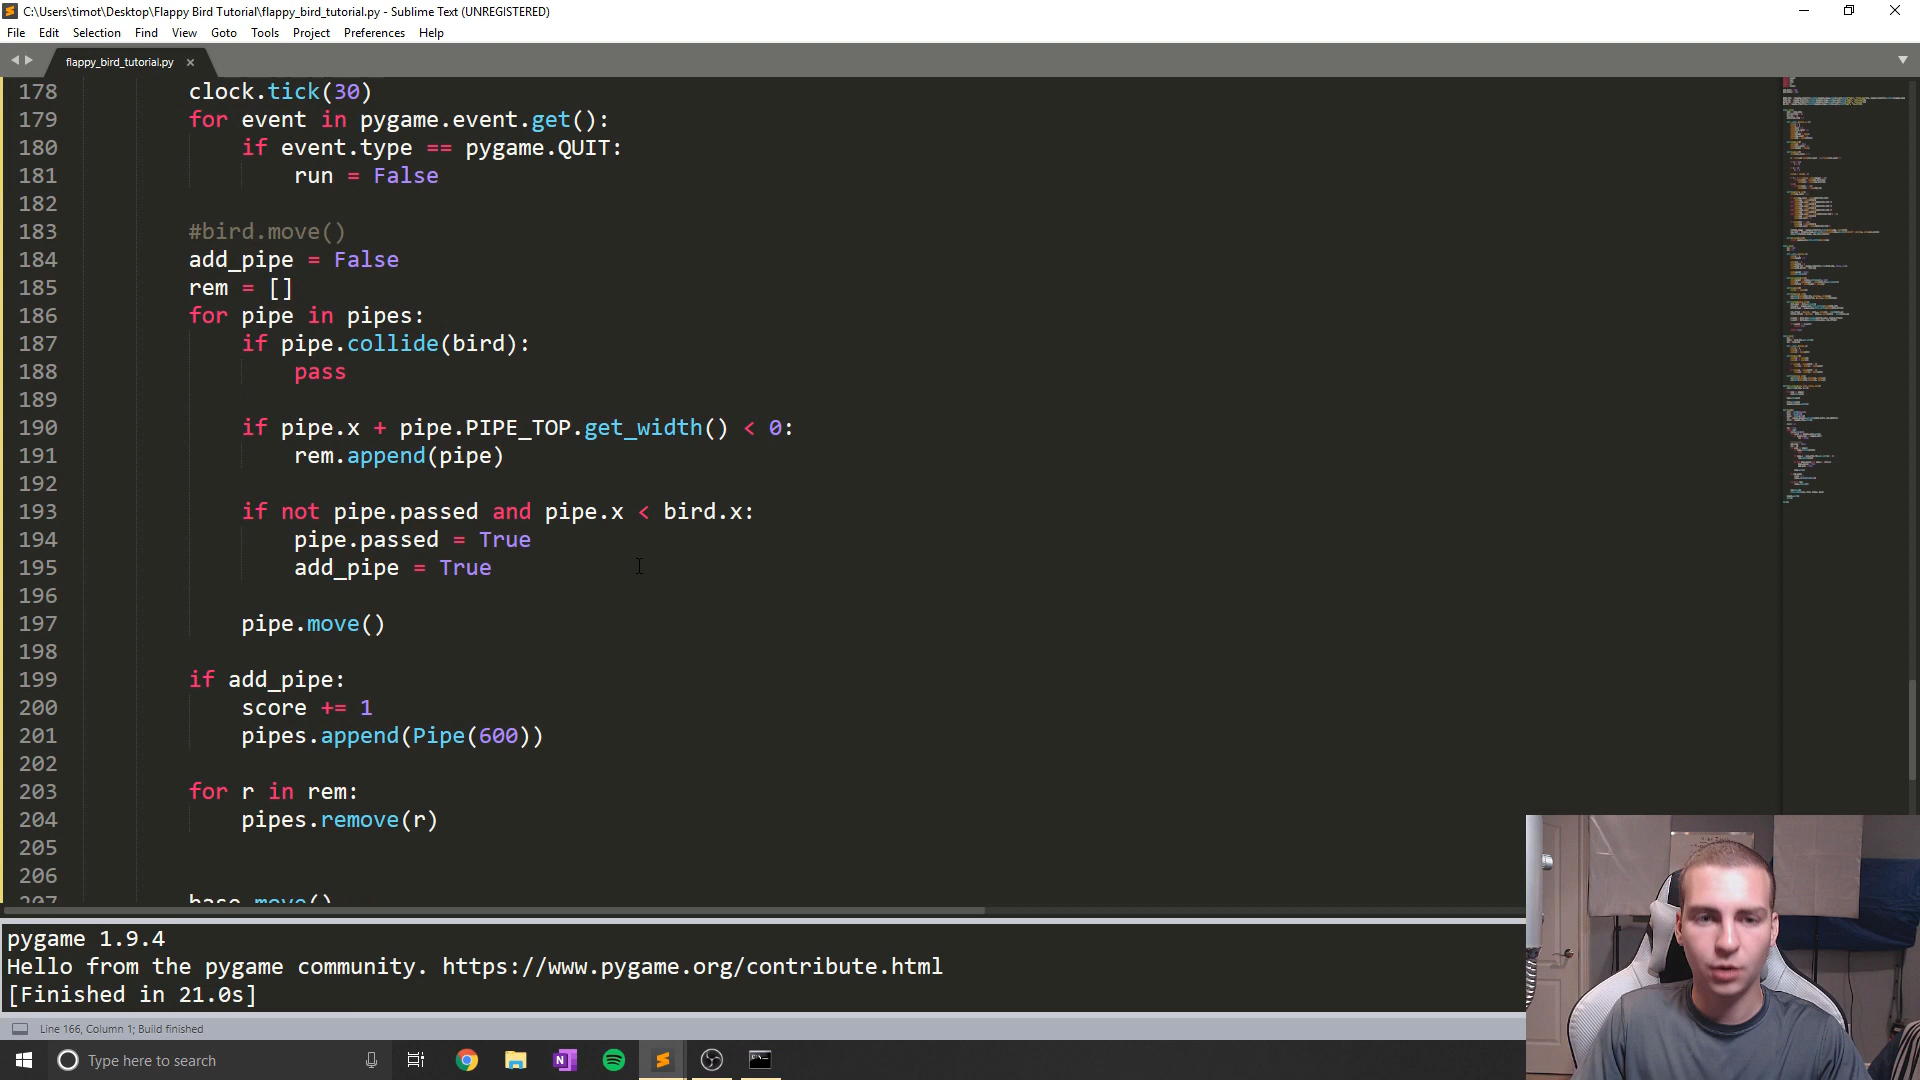 C:\Users\timot\Desktop\Flappy Bird Tutorial\flappy_bird_tutorial.py - Sublime Text (UNREGISTERED)
File Edit Selection Find View Goto Tools Project Preferences Help
flappy_bird_tutorial.py
178 clock.tick(30)
179 for event in pygame.event.get():
180 if event.type == pygame.QUIT:
181 run = False
182
183 #bird.move()
184 add_pipe = False
185 rem = []
186 for pipe in pipes:
187 if pipe.collide(bird):
188 pass
189
190 if pipe.x + pipe.PIPE_TOP.get_width() < 0:
191 rem.append(pipe)
192
193 if not pipe.passed and pipe.x < bird.x:
194 pipe.passed = True
195 add_pipe = True
196
197 pipe.move()
198
199 if add_pipe:
200 score += 1
201 pipes.append(Pipe(600))
202
203 for r in rem:
204 pipes.remove(r)
205
206
207 base.move()
pygame 1.9.4
Hello from the pygame community. https://www.pygame.org/contribute.html
[Finished in 21.0s]
Line 166, Column 1; Build finished
Type here to search